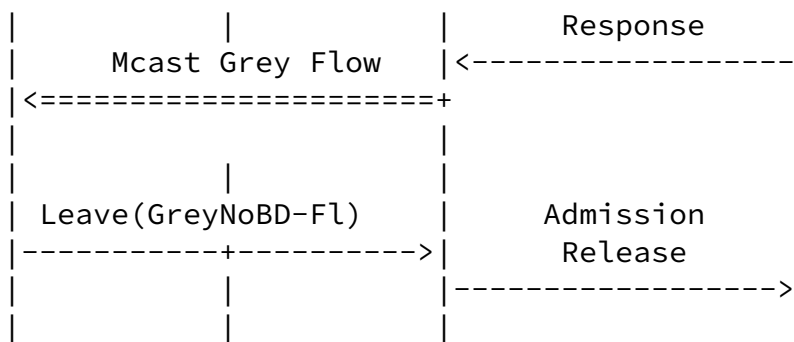 |           |           |      Response
|     Mcast Grey Flow   |<------------------
|<======================+
|                       |
|           |           |
| Leave(GreyNoBD-Fl)    |     Admission
|-----------+---------->|      Release
|           |           |------------------>
|           |           |